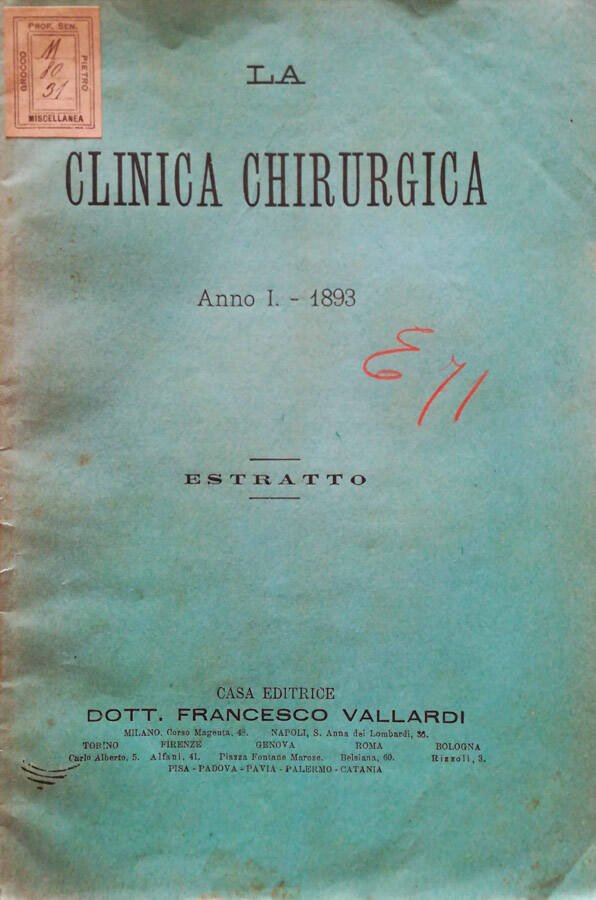 PROF. SEN.
GROCCO
PIETRO
M
80
31
MISCELLANEA
LA
CLINICA CHIRURGICA
Anno I. - 1893
E 71
ESTRATTO
CASA EDITRICE
DOTT. FRANCESCO VALLARDI
MILANO, Corso Magenta, 48. NAPOLI, S. Anna dei Lombardi, 36.
TORINO FIRENZE GENOVA ROMA BOLOGNA
Carlo Alberto, 5. Alfani, 41. Piazza Fontane Marose. Belsiana, 60. Rizzoli, 3.
PISA - PADOVA - PAVIA - PALERMO - CATANIA